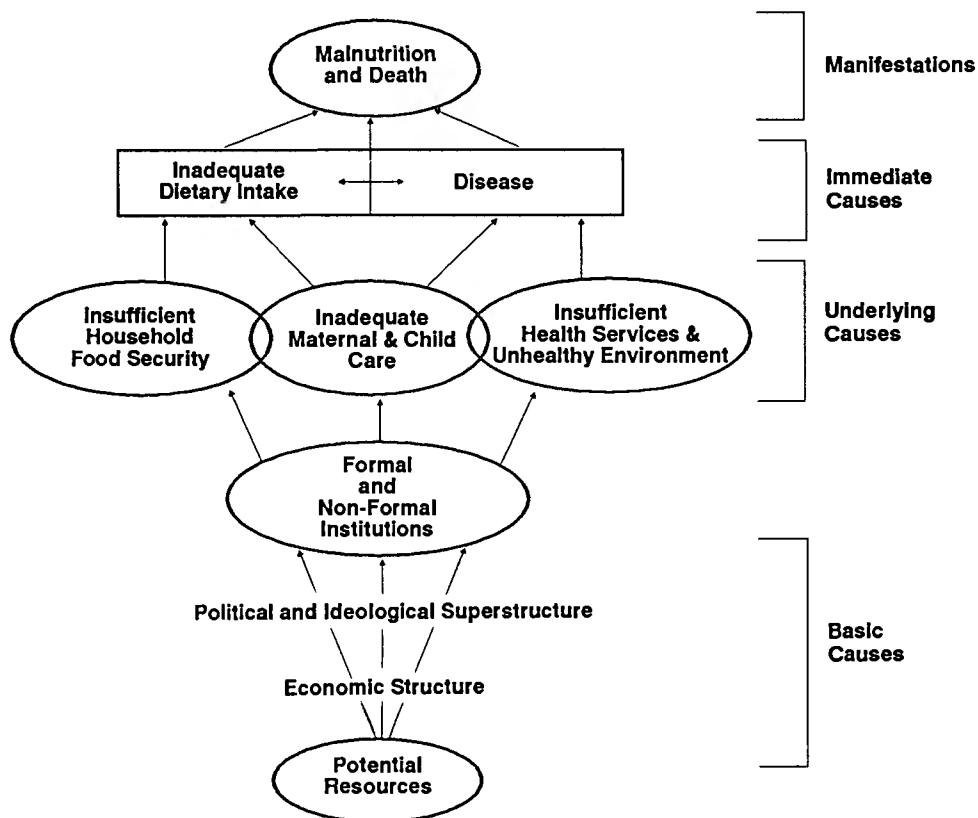 Malnutrition
and Death
Manifestations
Inadequate
Dietary Intake
Disease
Immediate
Causes
Insufficient
Household
Food Security
Inadequate
Maternal & Child
Care
Insufficient
Health Services &
Unhealthy Environment
Underlying
Causes
Formal
and
Non-Formal
Institutions
Political and Ideological Superstructure
Economic Structure
Basic
Causes
Potential
Resources